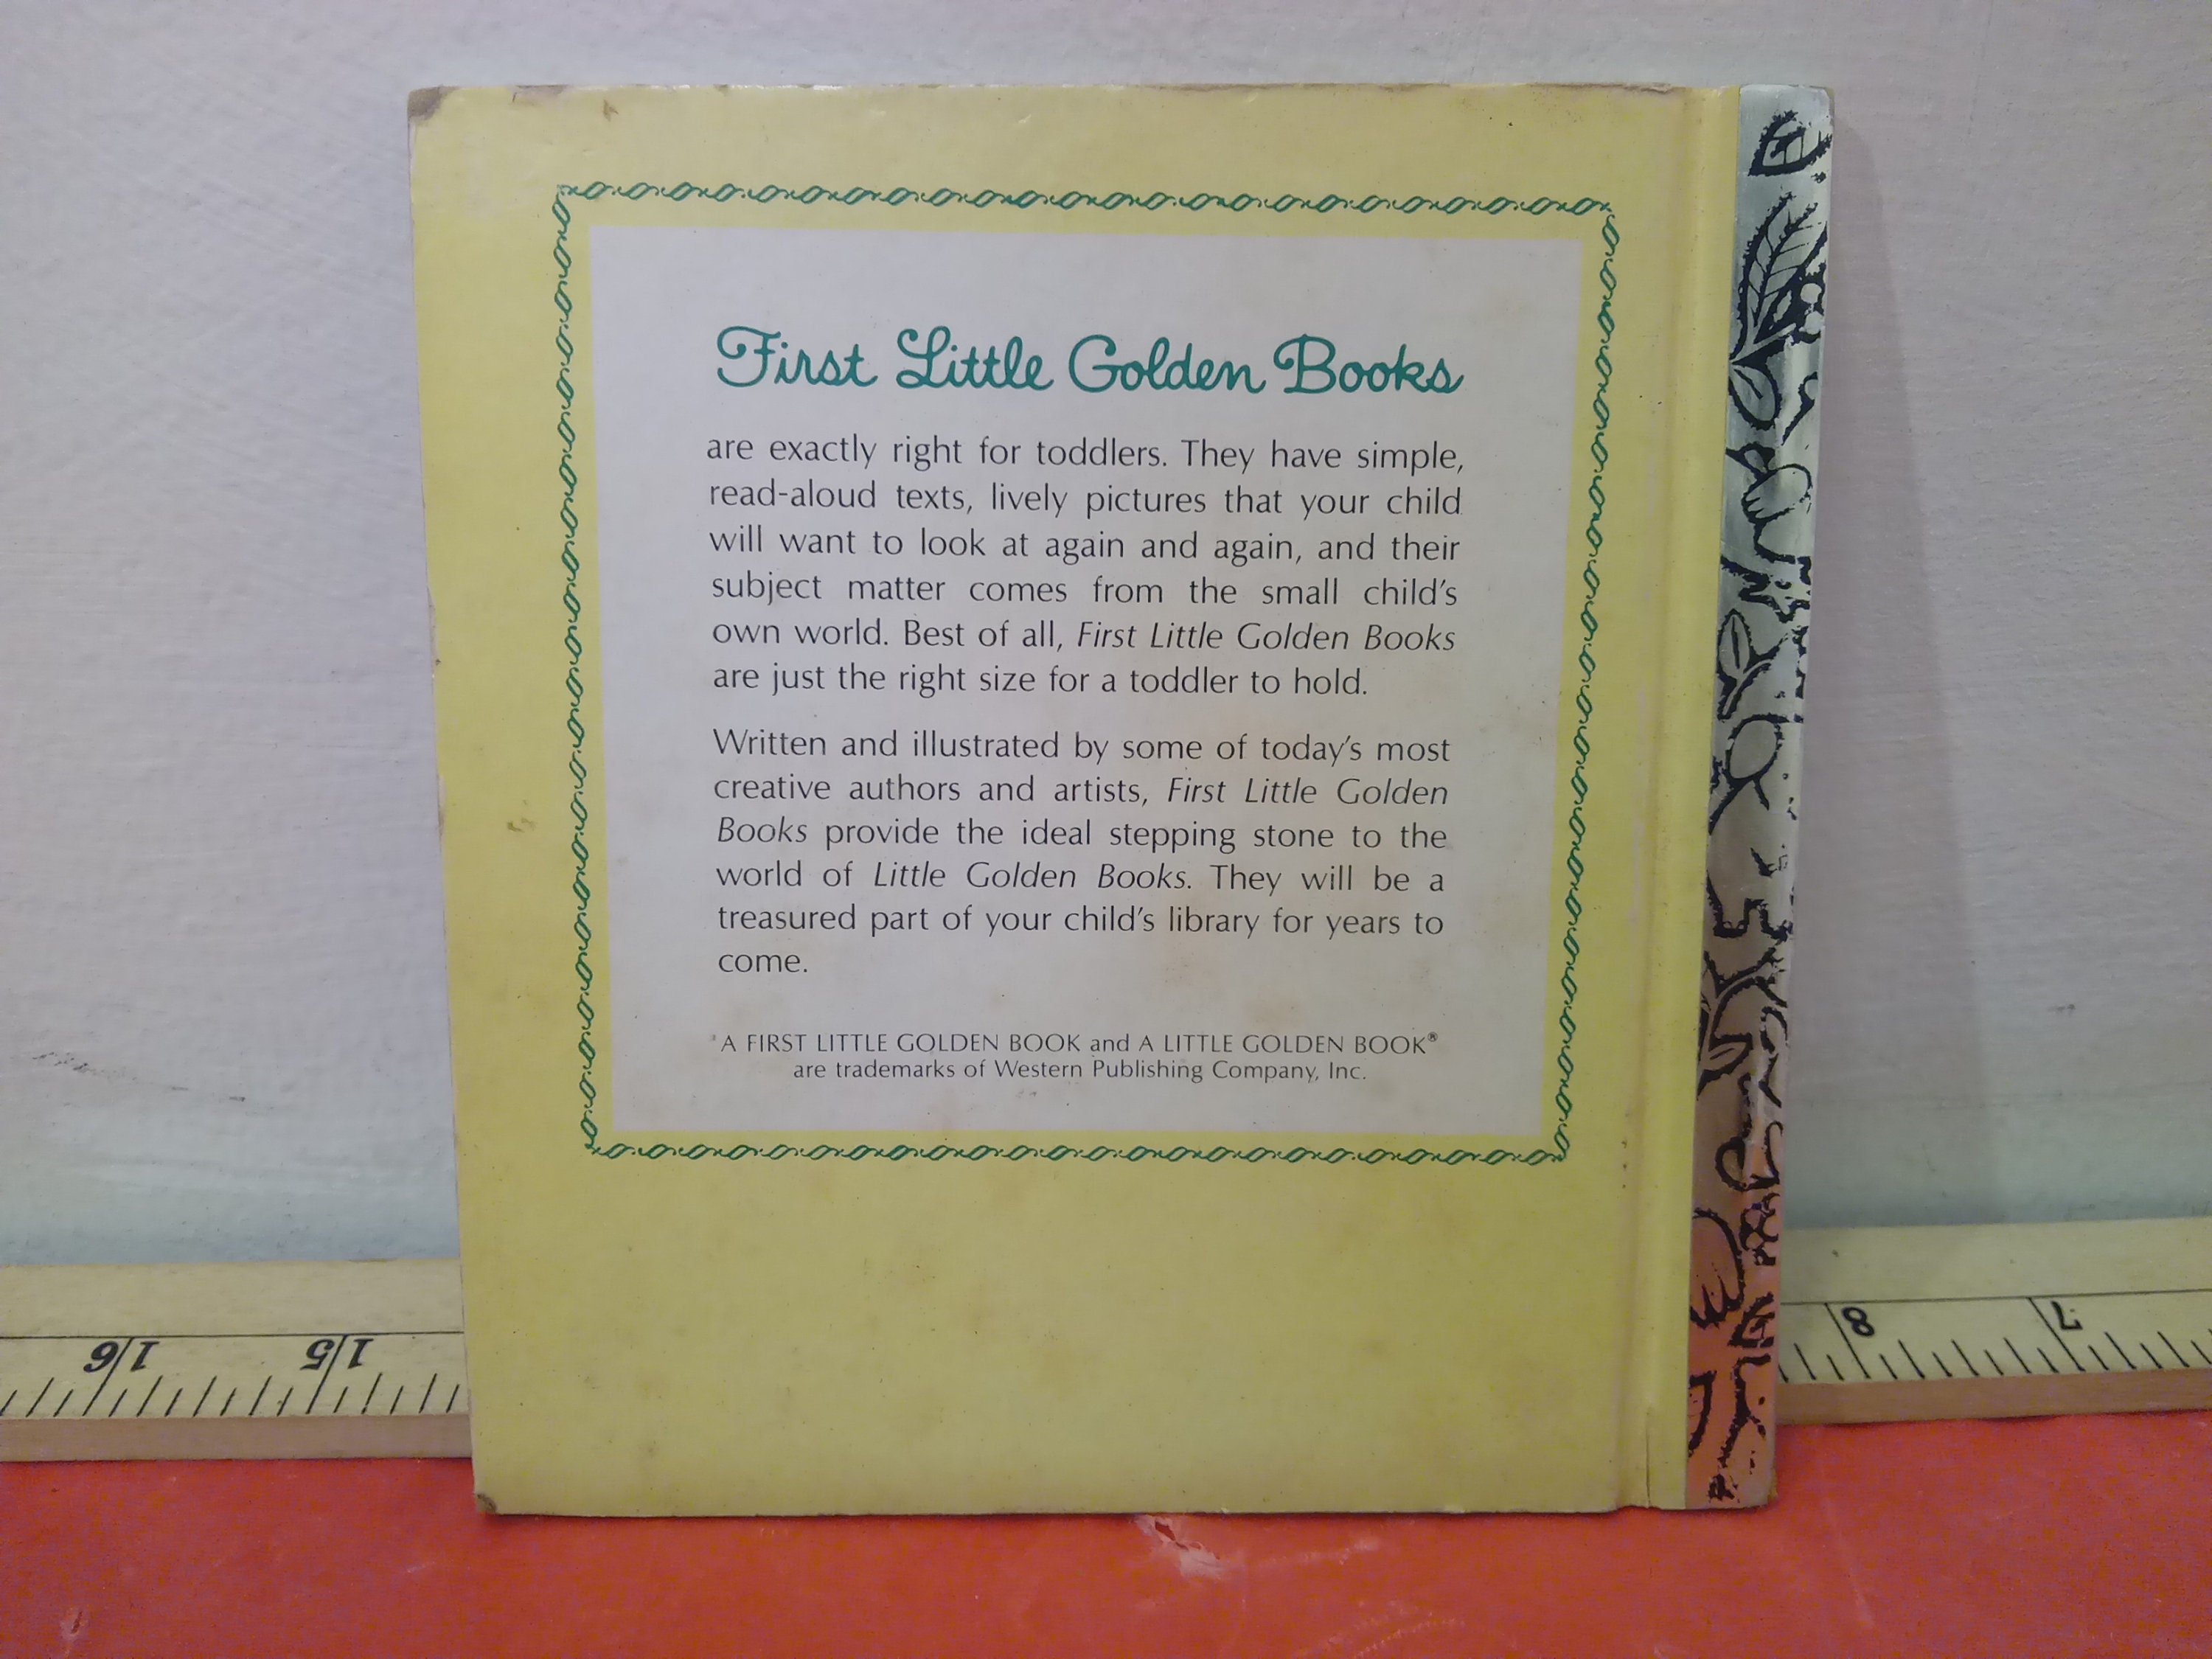 First Little Golden Books
are exactly right for toddlers. They have simple,
read-aloud texts, lively pictures that your child
will want to look at again and again, and their
subject matter comes from the small child's
own world. Best of all, First Little Golden Books
are just the right size for a toddler to hold.
Written and illustrated by some of today's most
creative authors and artists, First Little Golden
Books provide the ideal stepping stone to the
world of Little Golden Books. They will be a
treasured part of your child's library for years to
come.
A FIRST LITTLE GOLDEN BOOK and A LITTLE GOLDEN BOOK®
are trademarks of Western Publishing Company, Inc.
16 15 8 7